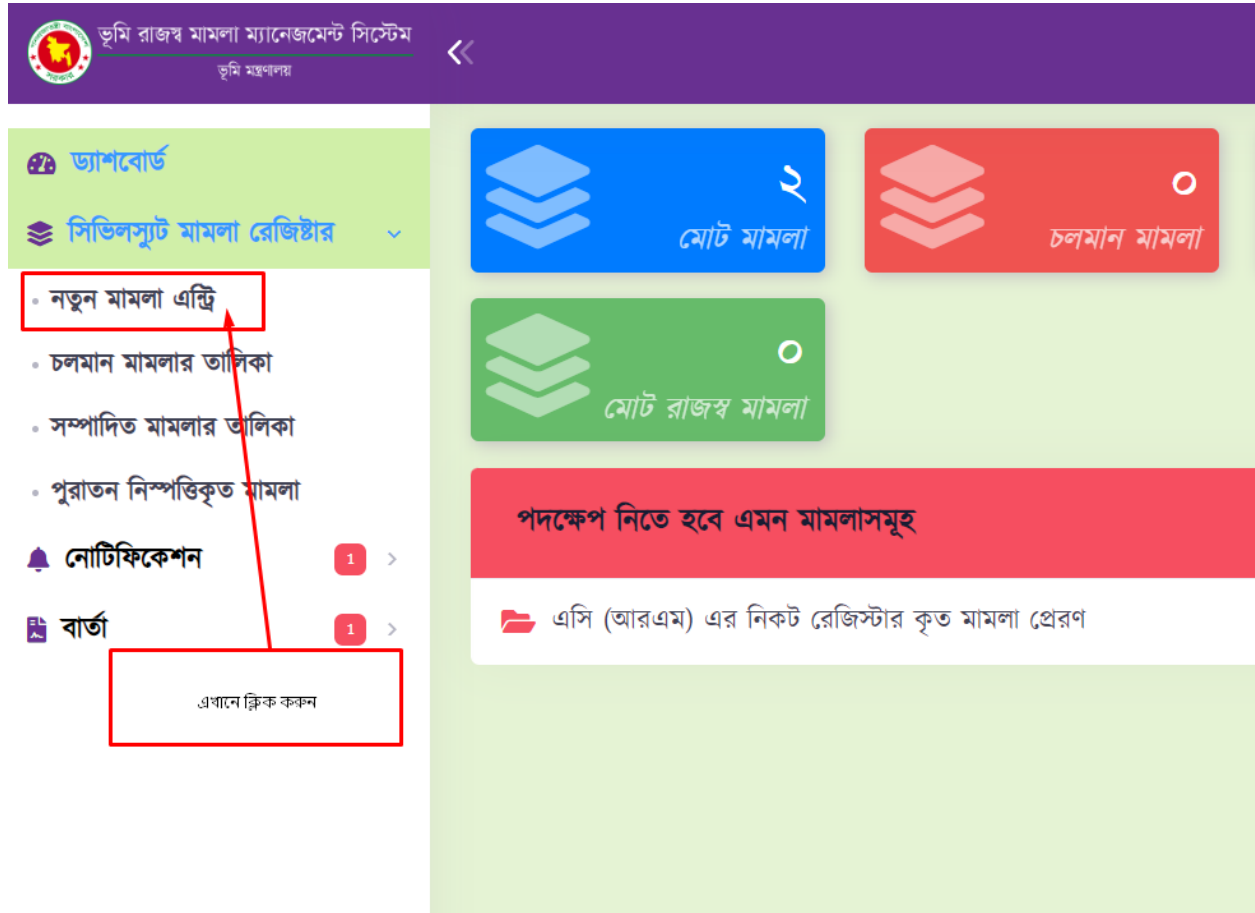 ভূমি রাজস্ব মামলা ম্যানেজমেন্ট সিস্টেম
ভূমি মন্ত্রণালয়
ড্যাশবোর্ড
সিভিলস্যুট মামলা রেজিষ্টার
নতুন মামলা এন্ট্রি
চলমান মামলার তালিকা
সম্পাদিত মামলার তালিকা
পুরাতন নিস্পত্তিকৃত মামলা
নোটিফিকেশন 1
বার্তা 1
এখানে ক্লিক করুন
২
মোট মামলা
০
চলমান মামলা
০
মোট রাজস্ব মামলা
পদক্ষেপ নিতে হবে এমন মামলাসমূহ
এসি (আরএম) এর নিকট রেজিস্টার কৃত মামলা প্রেরণ